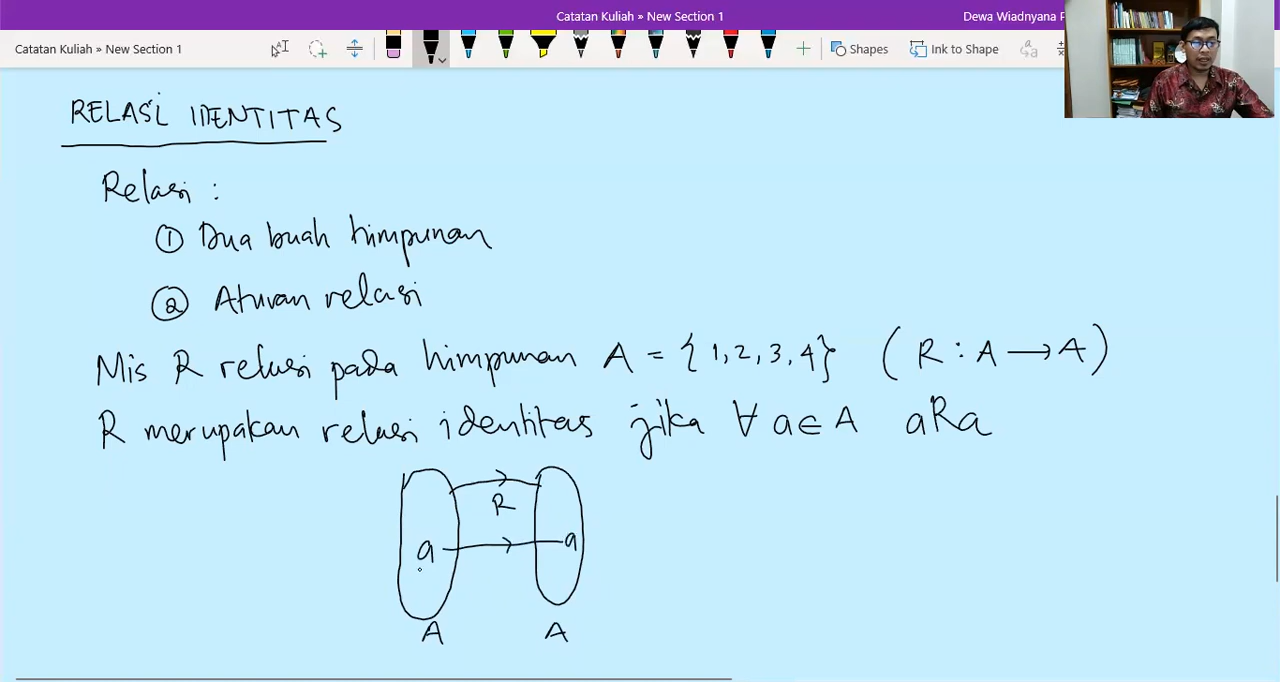 Catatan Kuliah » New Section 1
Dewa Wiadnyana P
Catatan Kuliah » New Section 1
Shapes
Ink to Shape
RELASI IDENTITAS
Relasi :
① Dua buah himpunan
② Aturan relasi
Mis R relasi pada himpunan A = {1, 2, 3, 4} (R : A → A)
R merupakan relasi identitas jika ∀ a ∈ A aRa
R
a a
A A